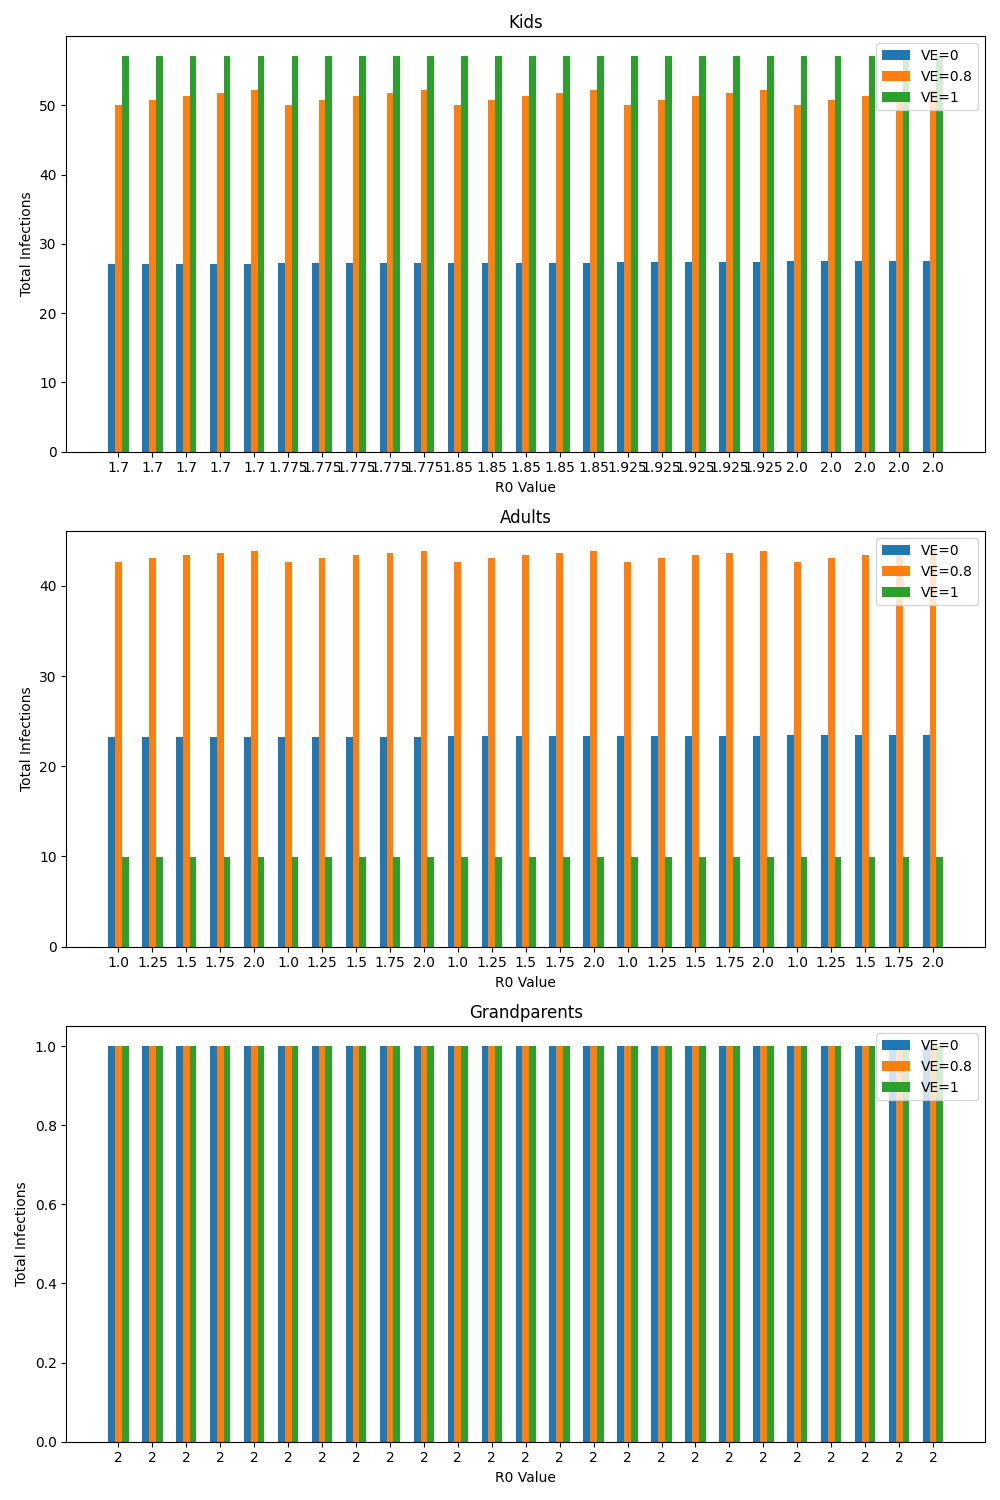 Kids
VE=0
VE=0.8
VE=1
Total Infections
50
40
30
20
10
0
1.7 1.7 1.7 1.7 1.7 1.775 1.775 1.775 1.775 1.775 1.85 1.85 1.85 1.85 1.85 1.925 1.925 1.925 1.925 1.925 2.0 2.0 2.0 2.0 2.0
R0 Value
Adults
VE=0
VE=0.8
VE=1
Total Infections
40
30
20
10
0
1.0 1.25 1.5 1.75 2.0 1.0 1.25 1.5 1.75 2.0 1.0 1.25 1.5 1.75 2.0 1.0 1.25 1.5 1.75 2.0 1.0 1.25 1.5 1.75 2.0
R0 Value
Grandparents
VE=0
VE=0.8
VE=1
Total Infections
1.0
0.8
0.6
0.4
0.2
0.0
2 2 2 2 2 2 2 2 2 2 2 2 2 2 2 2 2 2 2 2 2 2 2 2 2
R0 Value